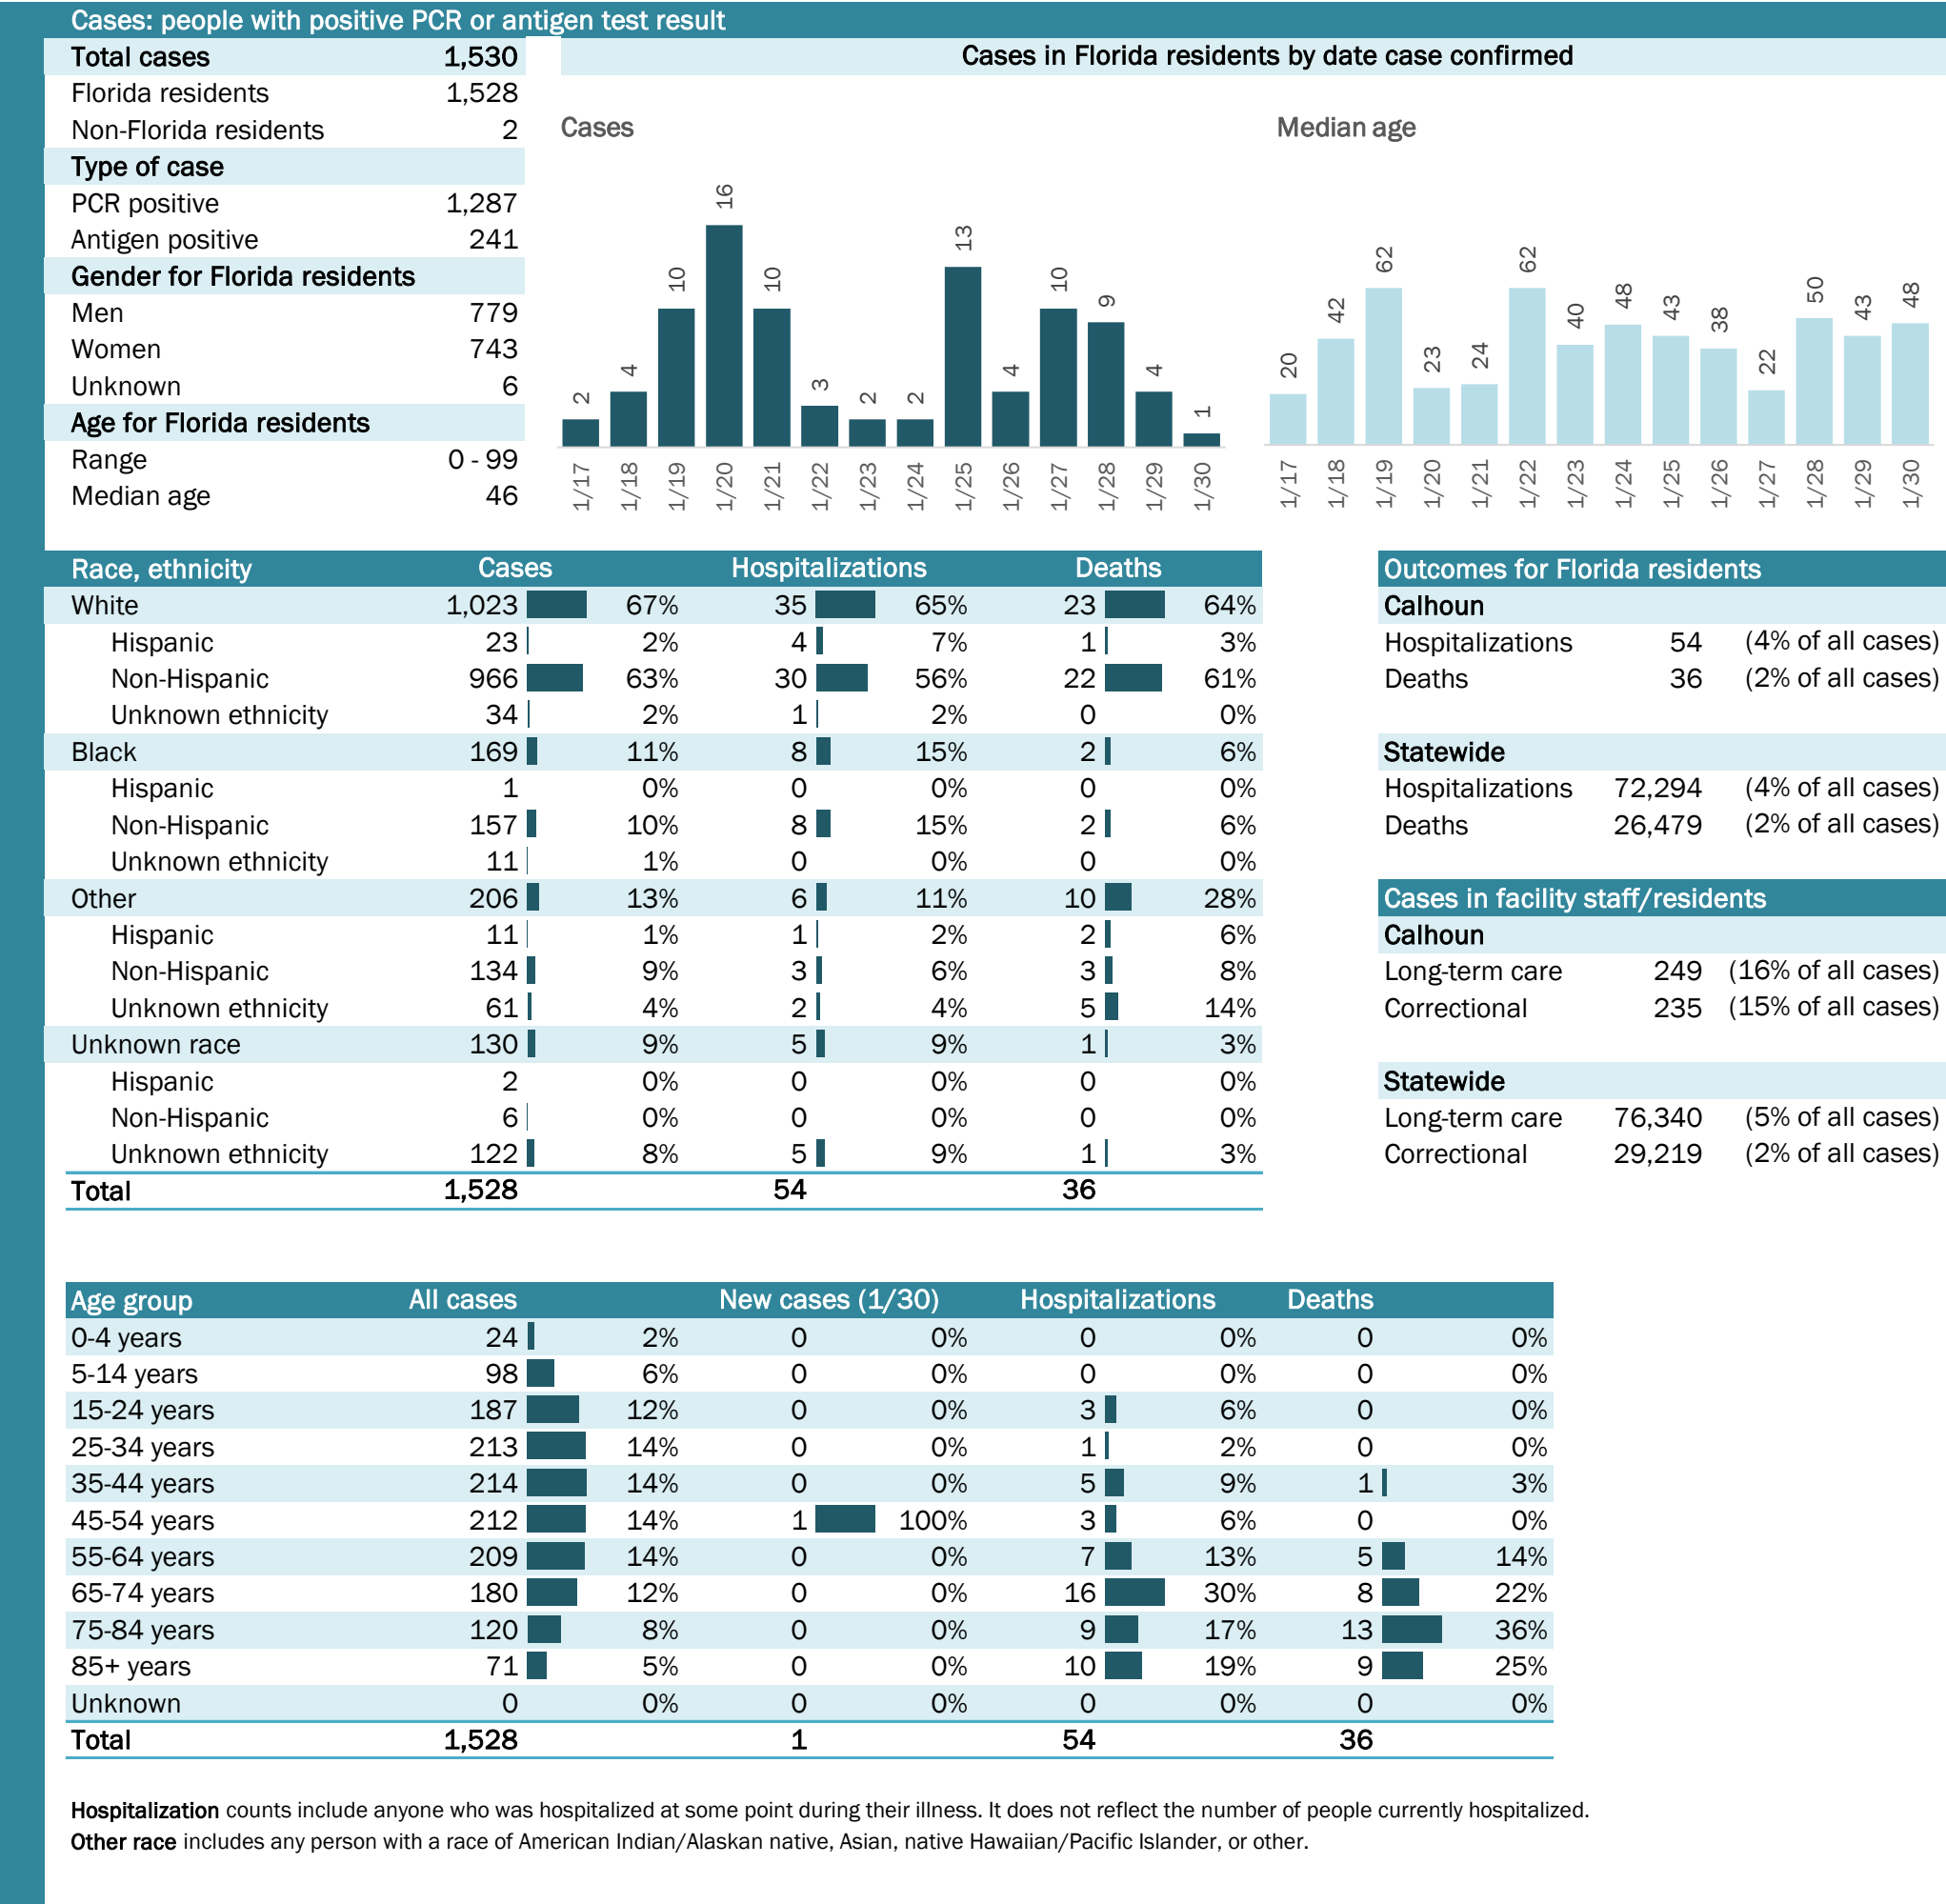 Cases: people with positive PCR or antigen test result
Total cases 1,530
Florida residents 1,528
Non-Florida residents 2
Type of case
PCR positive 1,287
Antigen positive 241
Gender for Florida residents
Men 779
Women 743
Unknown 6
Age for Florida residents
Range 0 - 99
Median age 46
Cases in Florida residents by date case confirmed
Cases
2 4 10 16 10 3 2 2 13 4 10 9 4 1
1/17 1/18 1/19 1/20 1/21 1/22 1/23 1/24 1/25 1/26 1/27 1/28 1/29 1/30
Median age
20 42 62 23 24 62 40 48 43 38 22 50 43 48
1/17 1/18 1/19 1/20 1/21 1/22 1/23 1/24 1/25 1/26 1/27 1/28 1/29 1/30
Race, ethnicity Cases Hospitalizations Deaths
White 1,023 67% 35 65% 23 64%
Hispanic 23 2% 4 7% 1 3%
Non-Hispanic 966 63% 30 56% 22 61%
Unknown ethnicity 34 2% 1 2% 0 0%
Black 169 11% 8 15% 2 6%
Hispanic 1 0% 0 0% 0 0%
Non-Hispanic 157 10% 8 15% 2 6%
Unknown ethnicity 11 1% 0 0% 0 0%
Other 206 13% 6 11% 10 28%
Hispanic 11 1% 1 2% 2 6%
Non-Hispanic 134 9% 3 6% 3 8%
Unknown ethnicity 61 4% 2 4% 5 14%
Unknown race 130 9% 5 9% 1 3%
Hispanic 2 0% 0 0% 0 0%
Non-Hispanic 6 0% 0 0% 0 0%
Unknown ethnicity 122 8% 5 9% 1 3%
Total 1,528 54 36
Outcomes for Florida residents
Calhoun
Hospitalizations 54 (4% of all cases)
Deaths 36 (2% of all cases)
Statewide
Hospitalizations 72,294 (4% of all cases)
Deaths 26,479 (2% of all cases)
Cases in facility staff/residents
Calhoun
Long-term care 249 (16% of all cases)
Correctional 235 (15% of all cases)
Statewide
Long-term care 76,340 (5% of all cases)
Correctional 29,219 (2% of all cases)
Age group All cases New cases (1/30) Hospitalizations Deaths
0-4 years 24 2% 0 0% 0 0% 0 0%
5-14 years 98 6% 0 0% 0 0% 0 0%
15-24 years 187 12% 0 0% 3 6% 0 0%
25-34 years 213 14% 0 0% 1 2% 0 0%
35-44 years 214 14% 0 0% 5 9% 1 3%
45-54 years 212 14% 1 100% 3 6% 0 0%
55-64 years 209 14% 0 0% 7 13% 5 14%
65-74 years 180 12% 0 0% 16 30% 8 22%
75-84 years 120 8% 0 0% 9 17% 13 36%
85+ years 71 5% 0 0% 10 19% 9 25%
Unknown 0 0% 0 0% 0 0% 0 0%
Total 1,528 1 54 36
Hospitalization counts include anyone who was hospitalized at some point during their illness. It does not reflect the number of people currently hospitalized.
Other race includes any person with a race of American Indian/Alaskan native, Asian, native Hawaiian/Pacific Islander, or other.